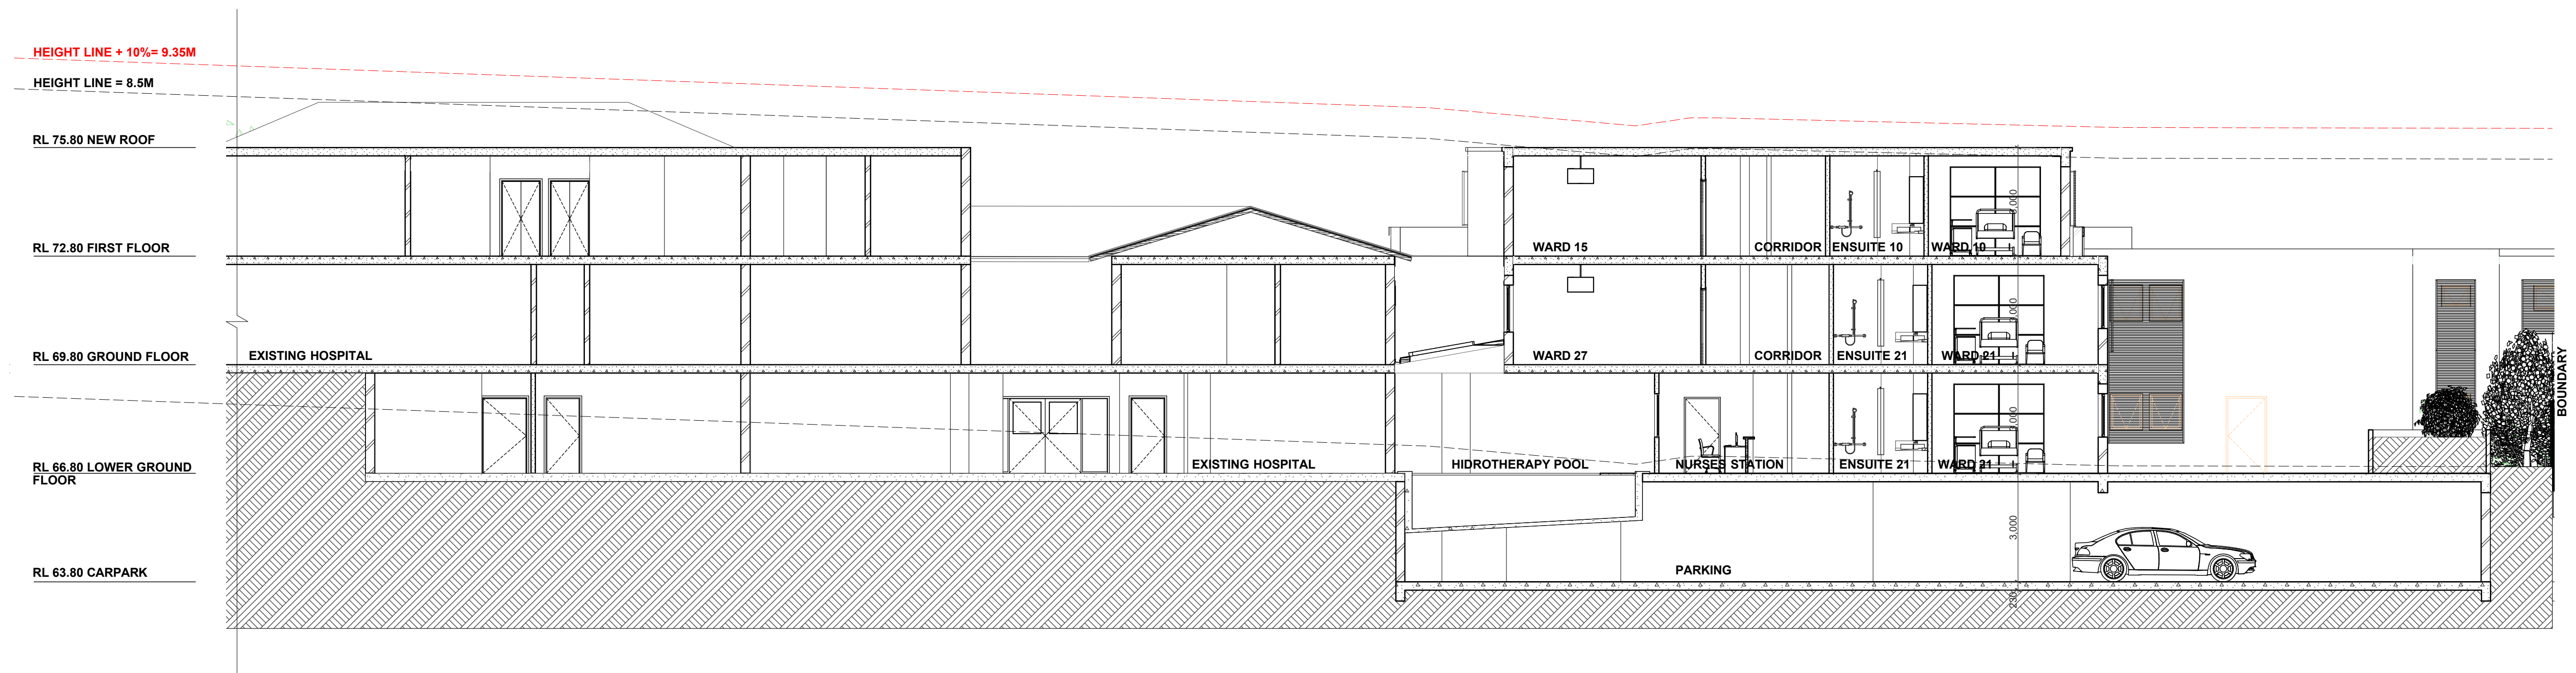 HEIGHT LINE + 10%= 9.35M
HEIGHT LINE = 8.5M
RL 75.80 NEW ROOF
RL 72.80 FIRST FLOOR
WARD 15
CORRIDOR
ENSUITE 10
WARD 10
RL 69.80 GROUND FLOOR
EXISTING HOSPITAL
WARD 27
CORRIDOR
ENSUITE 21
WARD 21
BOUNDARY
RL 66.80 LOWER GROUND
FLOOR
EXISTING HOSPITAL
HIDROTHERAPY POOL
NURSES STATION
ENSUITE 21
WARD 21
3,000
RL 63.80 CARPARK
PARKING
230